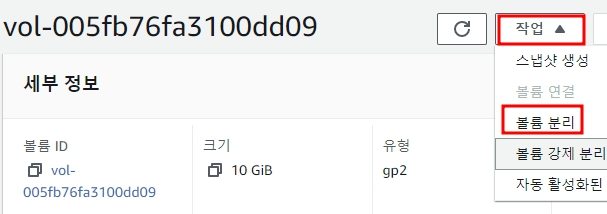 vol-005fb76fa3100dd09
작업
스냅샷 생성
볼륨 연결
볼륨 분리
볼륨 강제 분리
자동 활성화된
세부 정보
볼륨 ID
vol-
005fb76fa3100dd09
크기
10 GiB
유형
gp2